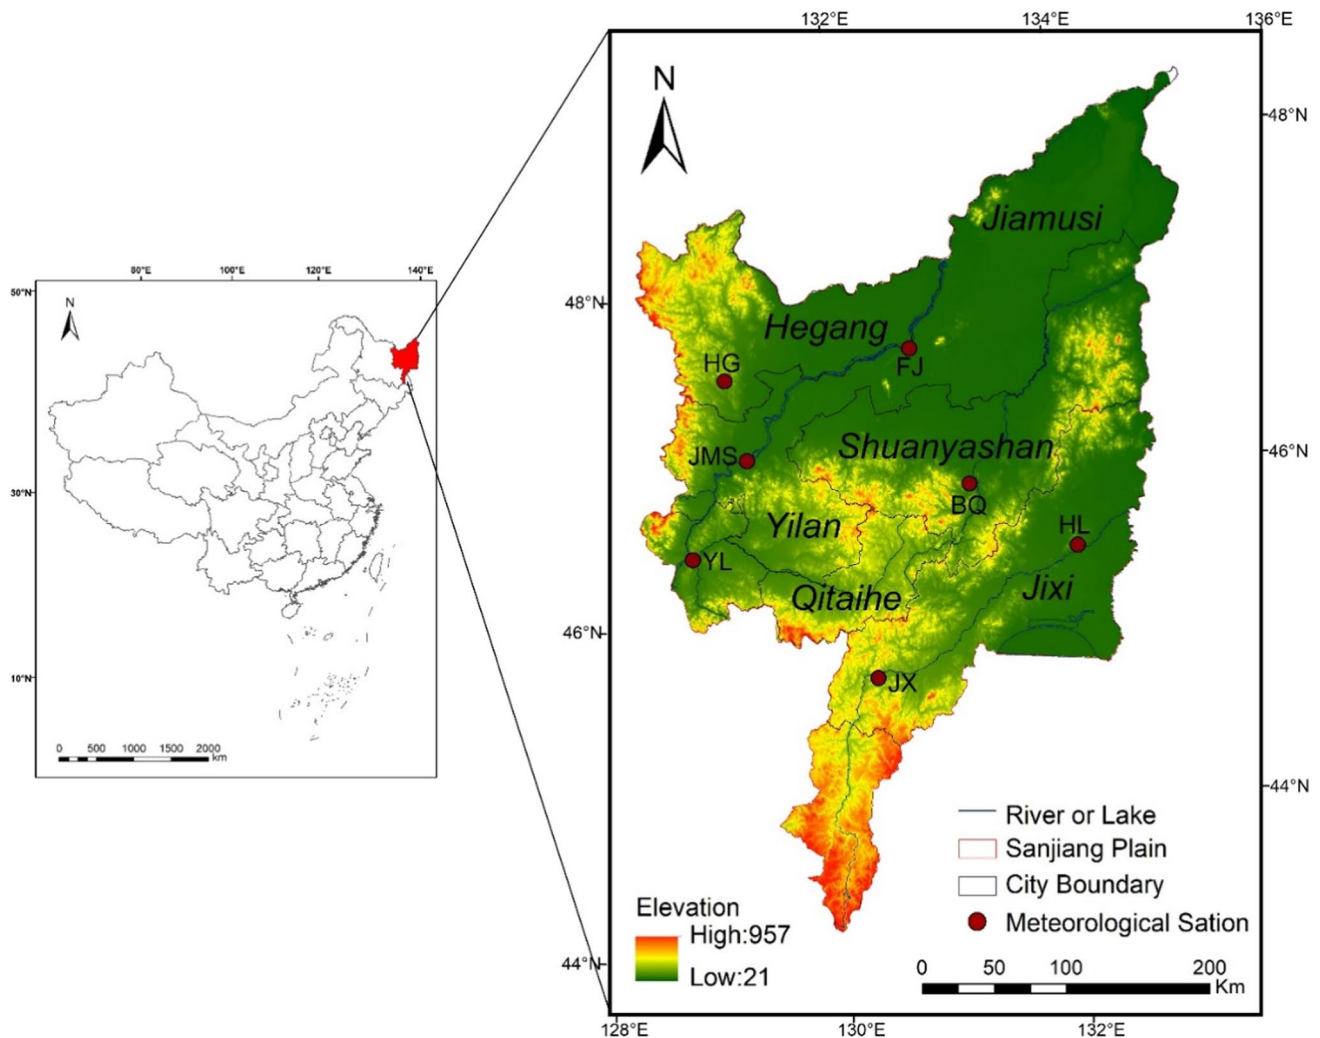 132°E 134°E 136°E
N
48°N
Jiamusi
80°E 100°E 120°E 140°E
50°N
N
48°N
Hegang
HG
FJ
Shuanyashan
JMS
46°N
30°N
BQ
Yilan
HL
YL
Qitaihe
Jixi
46°N
JX
10°N
0 500 1000 1500 2000
km
44°N
River or Lake
Sanjiang Plain
City Boundary
Meteorological Sation
Elevation
High:957
Low:21
44°N
0 50 100 200
Km
128°E 130°E 132°E